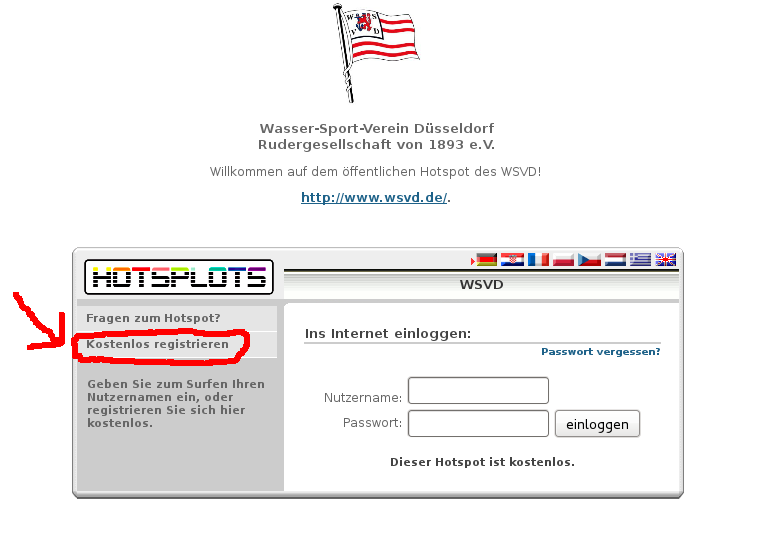 W S
V D
Wasser-Sport-Verein Düsseldorf
Rudergesellschaft von 1893 e.V.
Willkommen auf dem öffentlichen Hotspot des WSVD!
http://www.wsvd.de/.
HOTSPLOTS
WSVD
Fragen zum Hotspot?
Kostenlos registrieren
Geben Sie zum Surfen Ihren
Nutzernamen ein, oder
registrieren Sie sich hier
kostenlos.
Ins Internet einloggen:
Passwort vergessen?
Nutzername:
Passwort:
einloggen
Dieser Hotspot ist kostenlos.